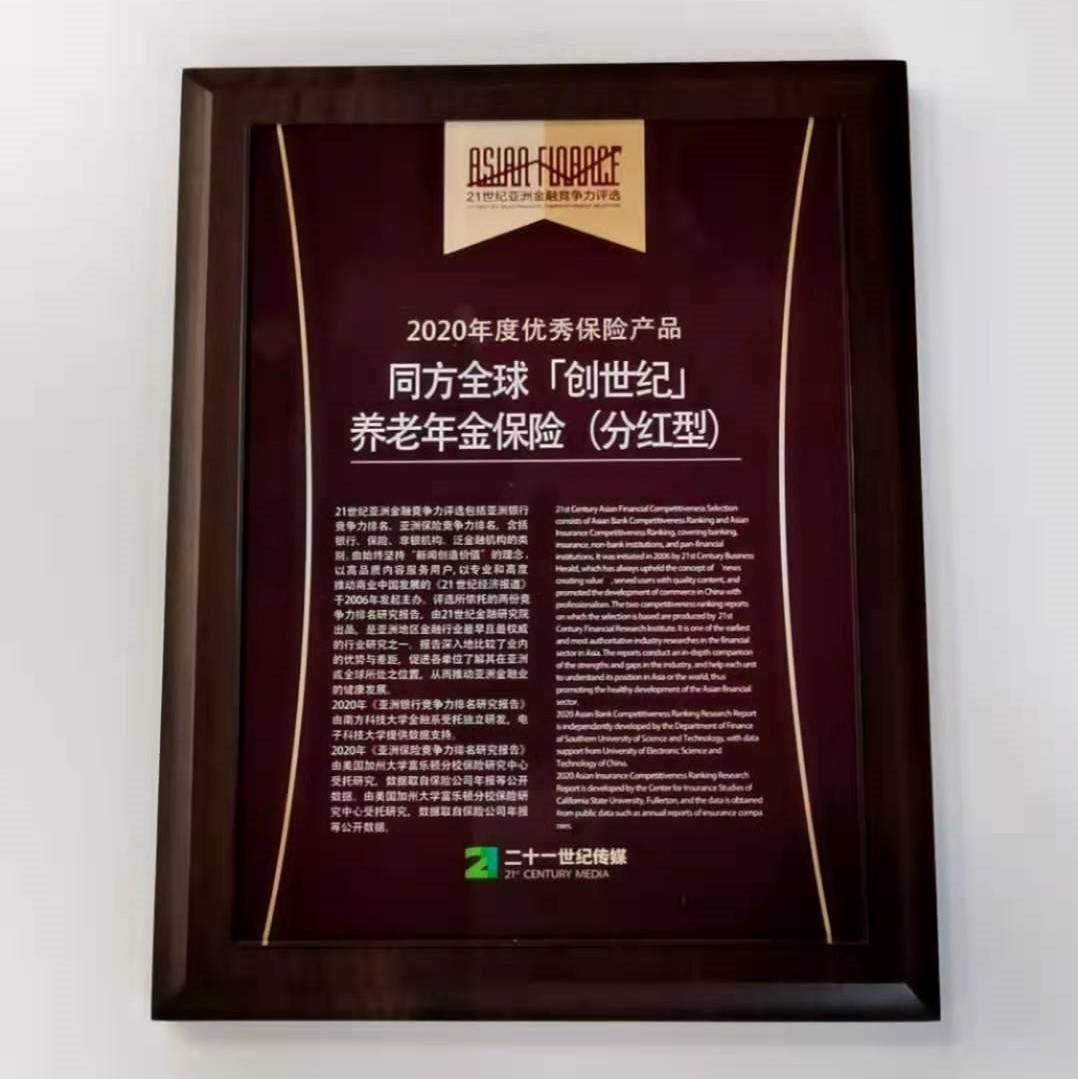 ASIAN FINANCE
21世纪亚洲金融竞争力评选
2020年度优秀保险产品
同方全球「创世纪」
养老年金保险（分红型）
21世纪亚洲金融竞争力评选包括亚洲银行
竞争力排名、亚洲保险竞争力排名，含括
银行、保险、非银机构、泛金融机构的类
别。由始终坚持“新闻创造价值”的理念，
以高品质内容服务用户，以专业和高度
推动商业中国发展的《21世纪经济报道》
于2006年发起主办。评选所依托的两份竞
争力排名研究报告，由21世纪金融研究院
出品，是亚洲地区金融行业最早且最权威
的行业研究之一。报告深入地比较了业内
的优势与差距，促进各单位了解其在亚洲
或全球所处之位置，从而推动亚洲金融业
的健康发展。
2020年《亚洲银行竞争力排名研究报告》
由南方科技大学金融系受托独立研发，电
子科技大学提供数据支持。
2020年《亚洲保险竞争力排名研究报告》
由美国加州大学富乐顿分校保险研究中心
受托研究，数据取自保险公司年报等公开
数据。由美国加州大学富乐顿分校保险研
究中心受托研究，数据取自保险公司年报
等公开数据。
21st Century Asian Financial Competitiveness Selection
consists of Asian Bank Competitiveness Ranking and Asian
Insurance Competitiveness Ranking, covering banking,
insurance, non-bank institutions, and pan-financial
institutions. It was initiated in 2006 by 21st Century Business
Herald, which has always upheld the concept of "news
creating value", served users with quality content, and
promoted the development of commerce in China with
professionalism. The two competitiveness ranking reports
on which the selection is based are produced by 21st
Century Financial Research Institute. It is one of the earliest
and most authoritative industry researches in the financial
sector in Asia. The reports conduct an in-depth comparison
of the strengths and gaps in the industry, and help each unit
to understand its position in Asia or the world, thus
promoting the healthy development of the Asian financial
sector.
2020 Asian Bank Competitiveness Ranking Research Report
is independently developed by the Department of Finance
of Southern University of Science and Technology, with data
support from University of Electronic Science and
Technology of China.
2020 Asian Insurance Competitiveness Ranking Research
Report is developed by the Center for Insurance Studies of
California State University, Fullerton, and the data is obtained
from public data such as annual reports of insurance compa
nies.
二十一世纪传媒
21st CENTURY MEDIA